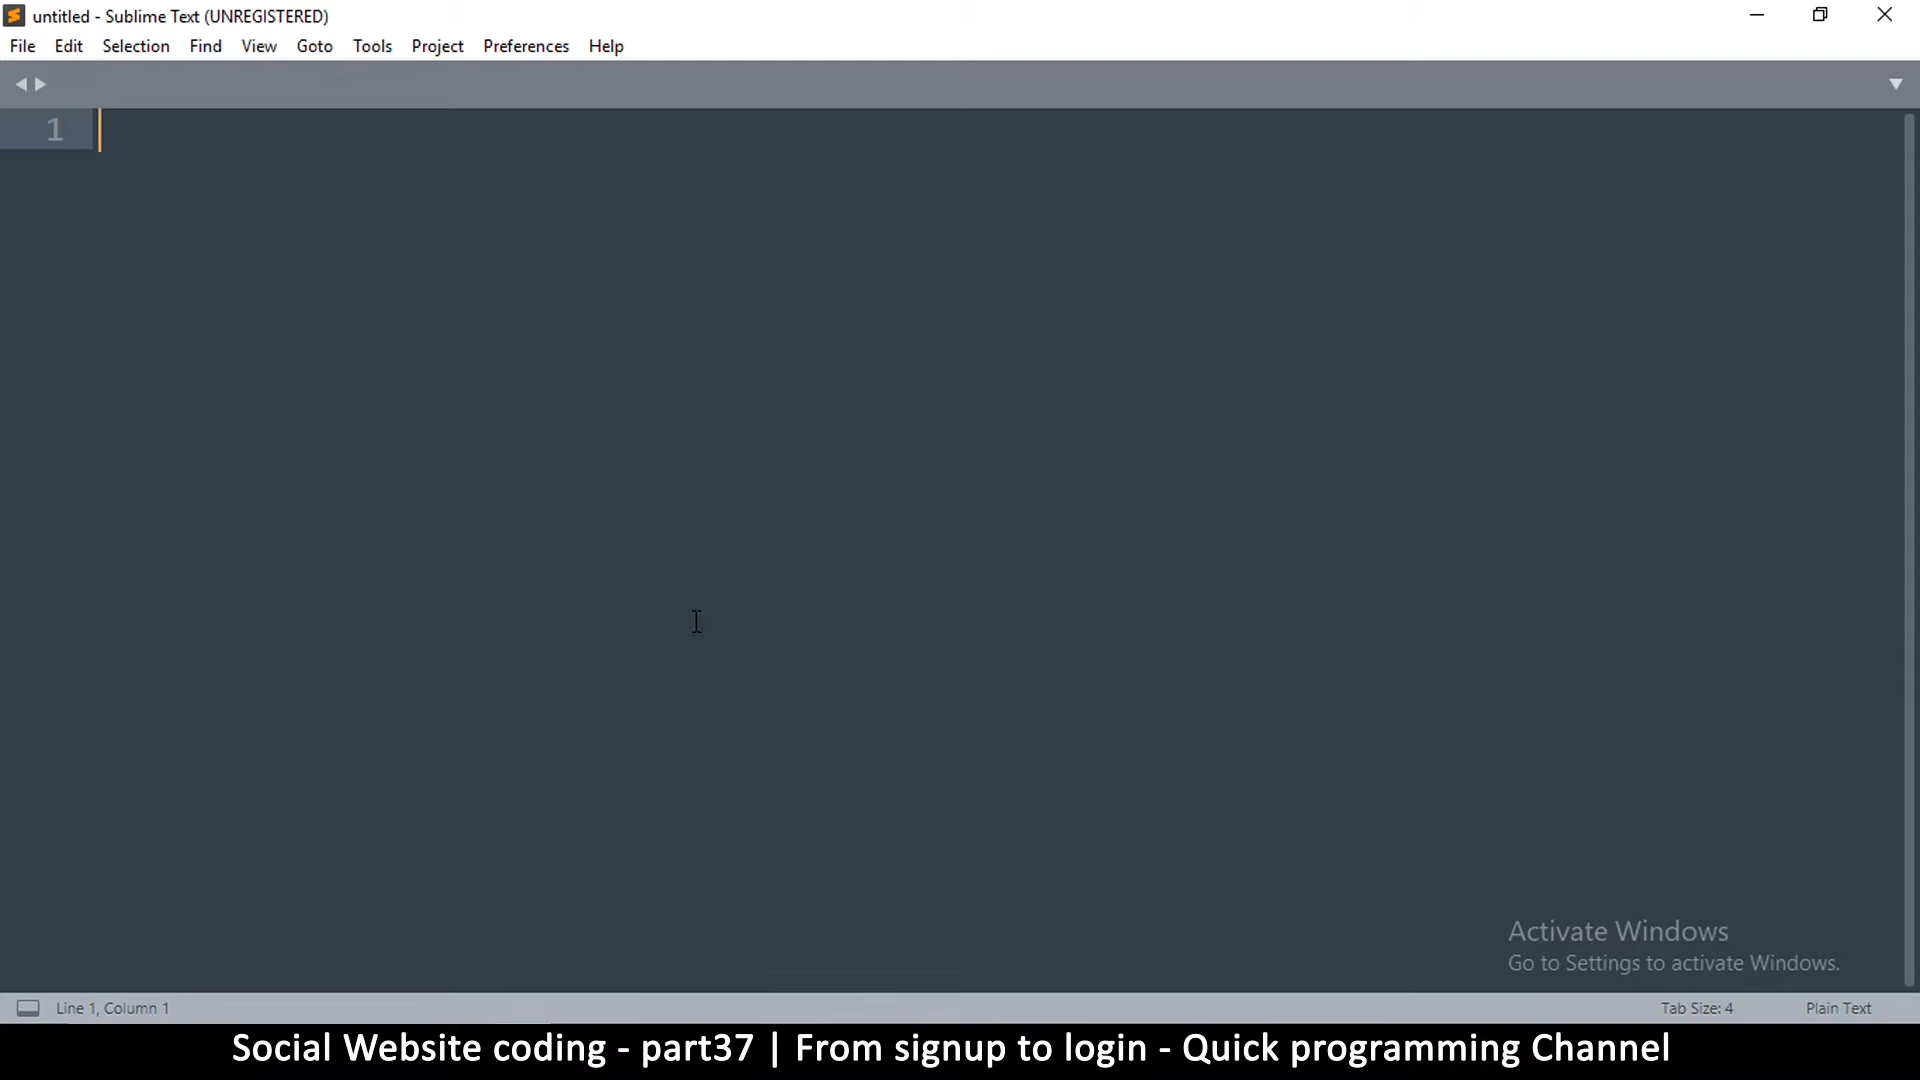 untitled - Sublime Text (UNREGISTERED)
File Edit Selection Find View Goto Tools Project Preferences Help
1
Activate Windows
Go to Settings to activate Windows.
Line 1, Column 1 Tab Size: 4 Plain Text
Social Website coding - part37 | From signup to login - Quick programming Channel